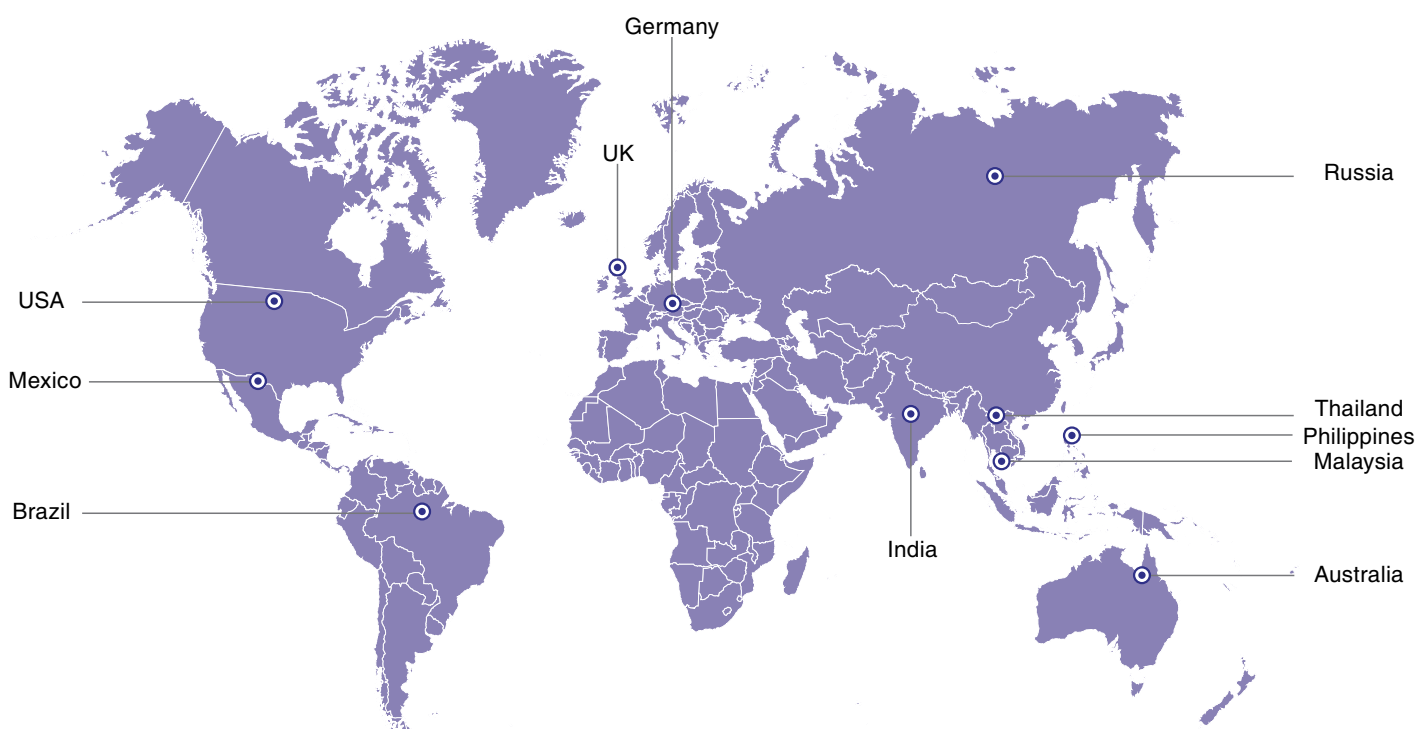 Germany
UK
Russia
USA
Mexico
Thailand
Philippines
Malaysia
Brazil
India
Australia